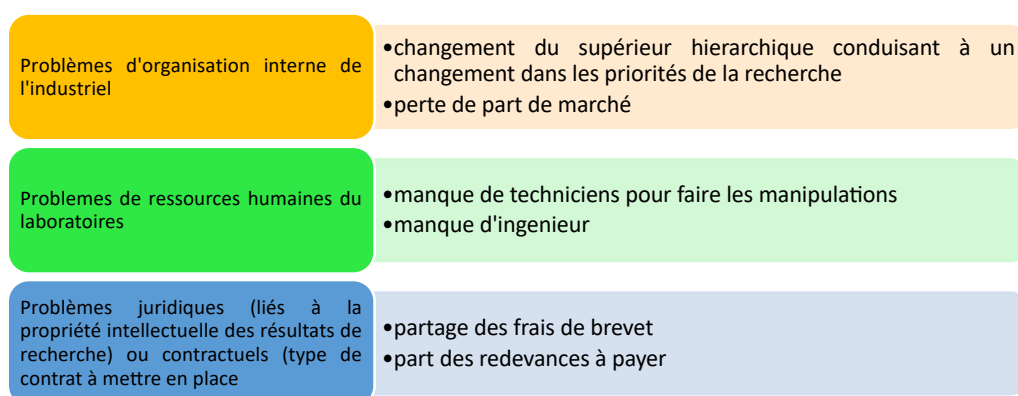 Problèmes d'organisation interne de
l'industriel
•changement du supérieur hierarchique conduisant à un
changement dans les priorités de la recherche
•perte de part de marché
Problemes de ressources humaines du
laboratoires
•manque de techniciens pour faire les manipulations
•manque d'ingenieur
Problèmes juridiques (liés à la
propriété intellectuelle des résultats de
recherche) ou contractuels (type de
contrat à mettre en place
•partage des frais de brevet
•part des redevances à payer